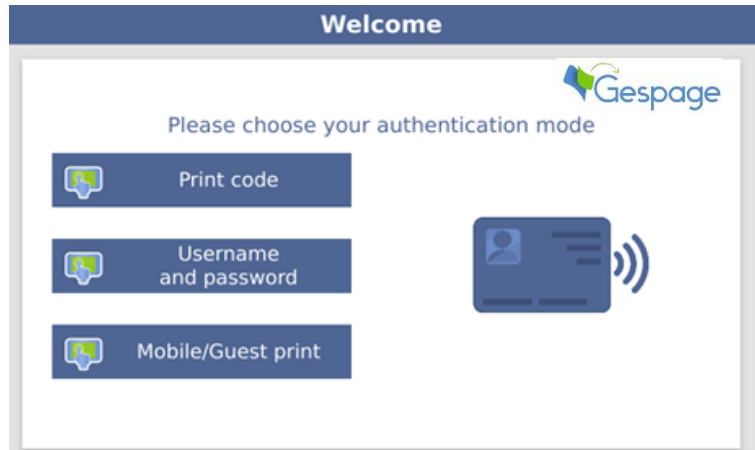 Welcome
Gespage
Please choose your authentication mode
Print code
Username
and password
Mobile/Guest print